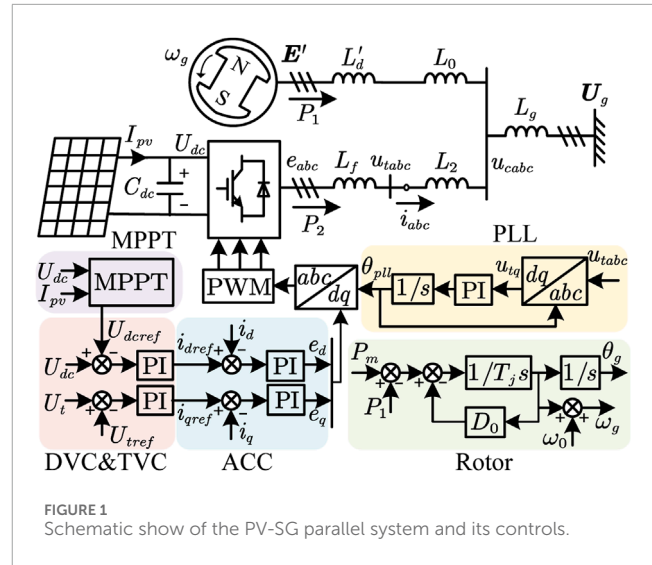 ω_g
N
S
E′
P_1
L′_d
L_0
L_g
U_g
I_pv
U_dc
+
C_dc
−
e_abc
P_2
L_f
u_tabc
L_2
i_abc
u_cabc
MPPT
PLL
U_dc
I_pv
MPPT
PWM
abc
dq
θ_pll
1/s
PI
u_tq
dq
abc
u_tabc
U_dcref
U_dc
+
−
PI
i_dref
+
i_d
−
PI
e_d
U_t
+
−
U_tref
PI
i_qref
+
−
i_q
PI
e_q
DVC&TVC
ACC
P_m
+
−
P_1
+
−
1/T_j s
1/s
θ_g
D_0
+
+
ω_0
ω_g
Rotor
FIGURE 1
Schematic show of the PV-SG parallel system and its controls.